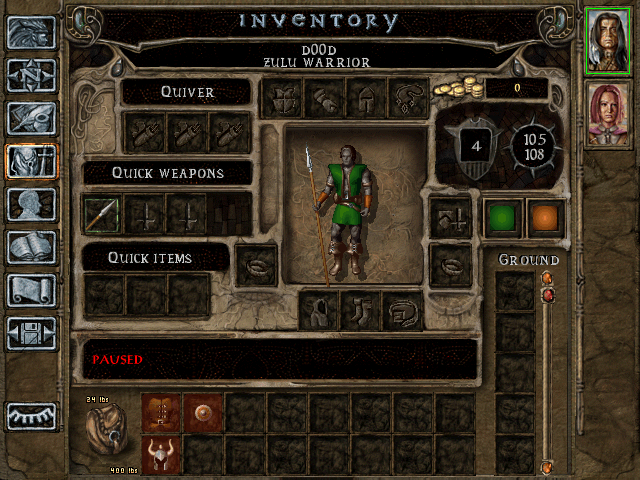 INVENTORY
D00D
ZULU WARRIOR
QUIVER
0
4
105
108
QUICK WEAPONS
QUICK ITEMS
GROUND
PAUSED
24 lbs
400 lbs